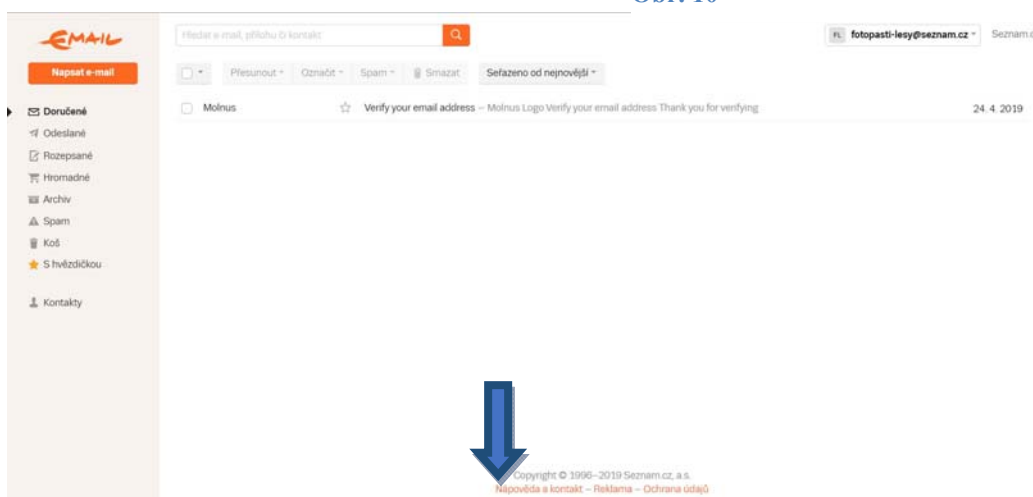 Obr. 10
EMAIL
Hledat e-mail, přílohu či kontakt
FL fotopasti-lesy@seznam.cz
Seznam.c
Napsat e-mail
Přesunout Označit Spam Smazat Seřazeno od nejnovější
Doručené
Molnus Verify your email address – Molnus Logo Verify your email address Thank you for verifying 24. 4. 2019
Odeslané
Rozepsané
Hromadné
Archiv
Spam
Koš
S hvězdičkou
Kontakty
Copyright © 1996–2019 Seznam.cz, a.s.
Nápověda a kontakt – Reklama – Ochrana údajů